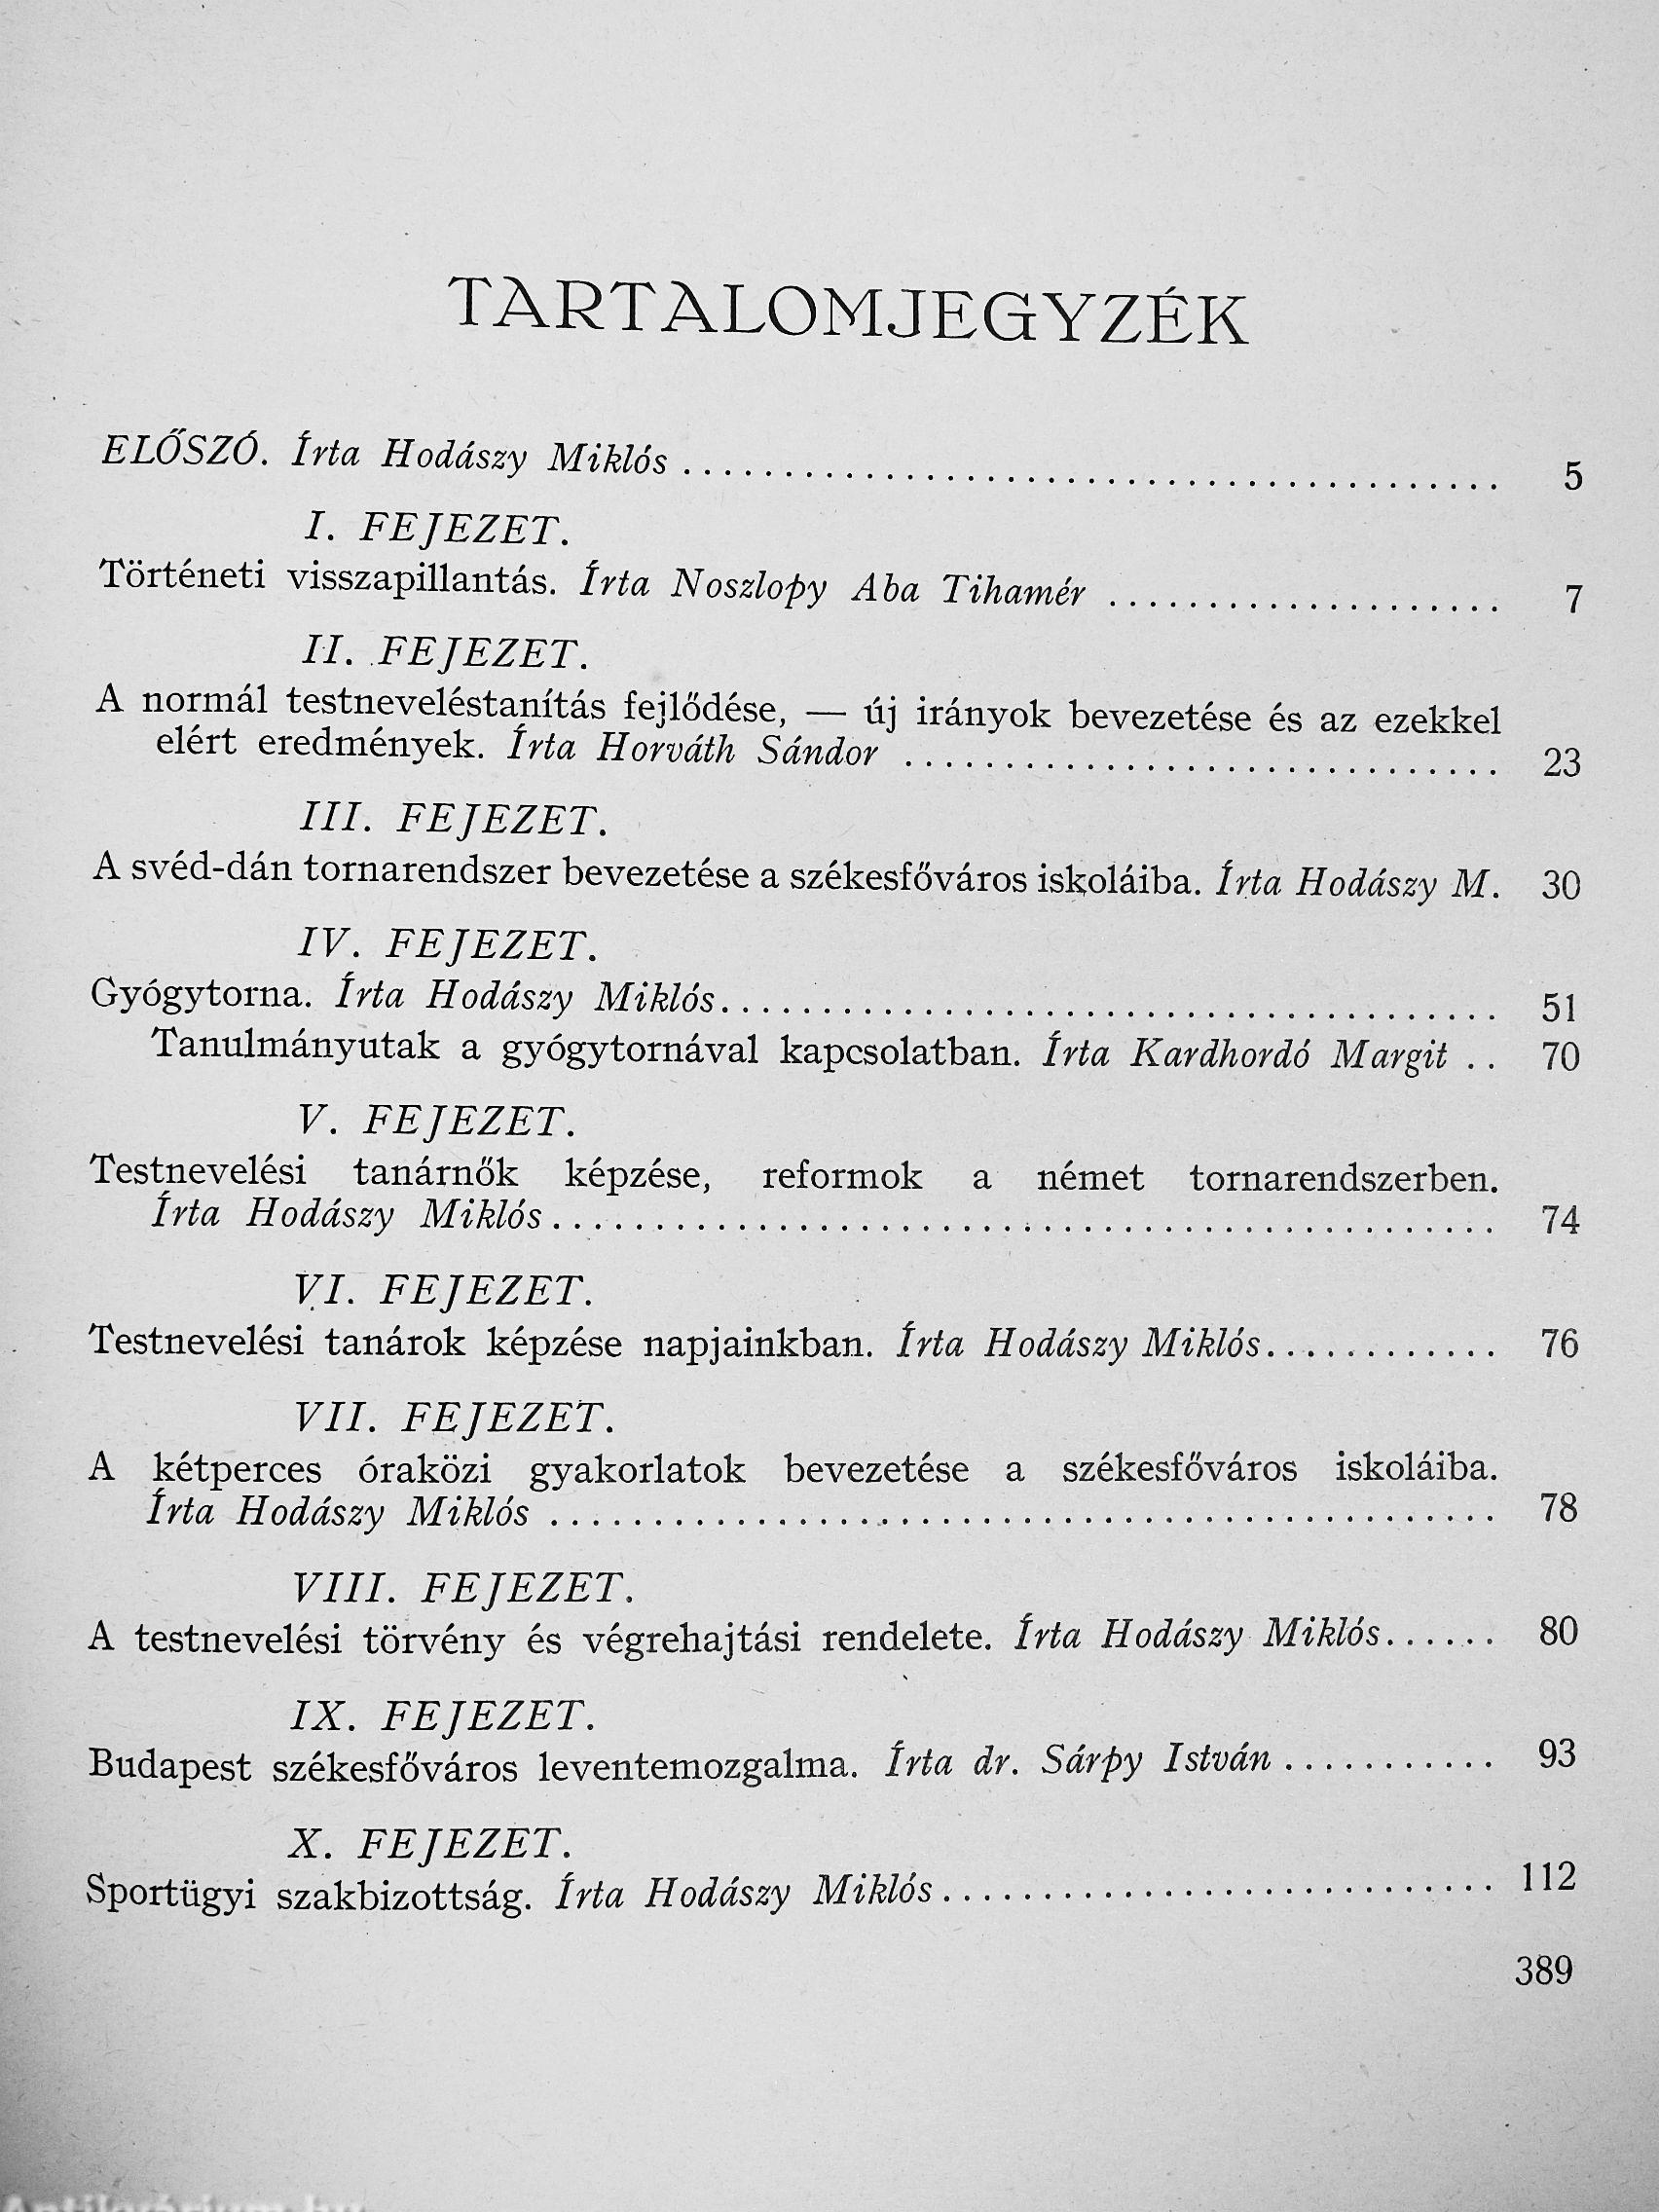 TARTALOMJEGYZÉK
ELŐSZÓ. Írta Hodászy Miklós ........................................ 5
I. FEJEZET.
Történeti visszapillantás. Írta Noszlopy Aba Tihamér .................... 7
II. FEJEZET.
A normál testneveléstanítás fejlődése, — új irányok bevezetése és az ezekkel
elért eredmények. Írta Horváth Sándor .............................. 23
III. FEJEZET.
A svéd-dán tornarendszer bevezetése a székesfőváros iskoláiba. Írta Hodászy M. 30
IV. FEJEZET.
Gyógytorna. Írta Hodászy Miklós...................................... 51
Tanulmányutak a gyógytornával kapcsolatban. Írta Kardhordó Margit .. 70
V. FEJEZET.
Testnevelési tanárnők képzése, reformok a német tornarendszerben.
Írta Hodászy Miklós............................................... 74
VI. FEJEZET.
Testnevelési tanárok képzése napjainkban. Írta Hodászy Miklós............ 76
VII. FEJEZET.
A kétperces óraközi gyakorlatok bevezetése a székesfőváros iskoláiba.
Írta Hodászy Miklós ............................................... 78
VIII. FEJEZET.
A testnevelési törvény és végrehajtási rendelete. Írta Hodászy Miklós...... 80
IX. FEJEZET.
Budapest székesfőváros leventemozgalma. Írta dr. Sárpy István ........... 93
X. FEJEZET.
Sportügyi szakbizottság. Írta Hodászy Miklós............................ 112
389